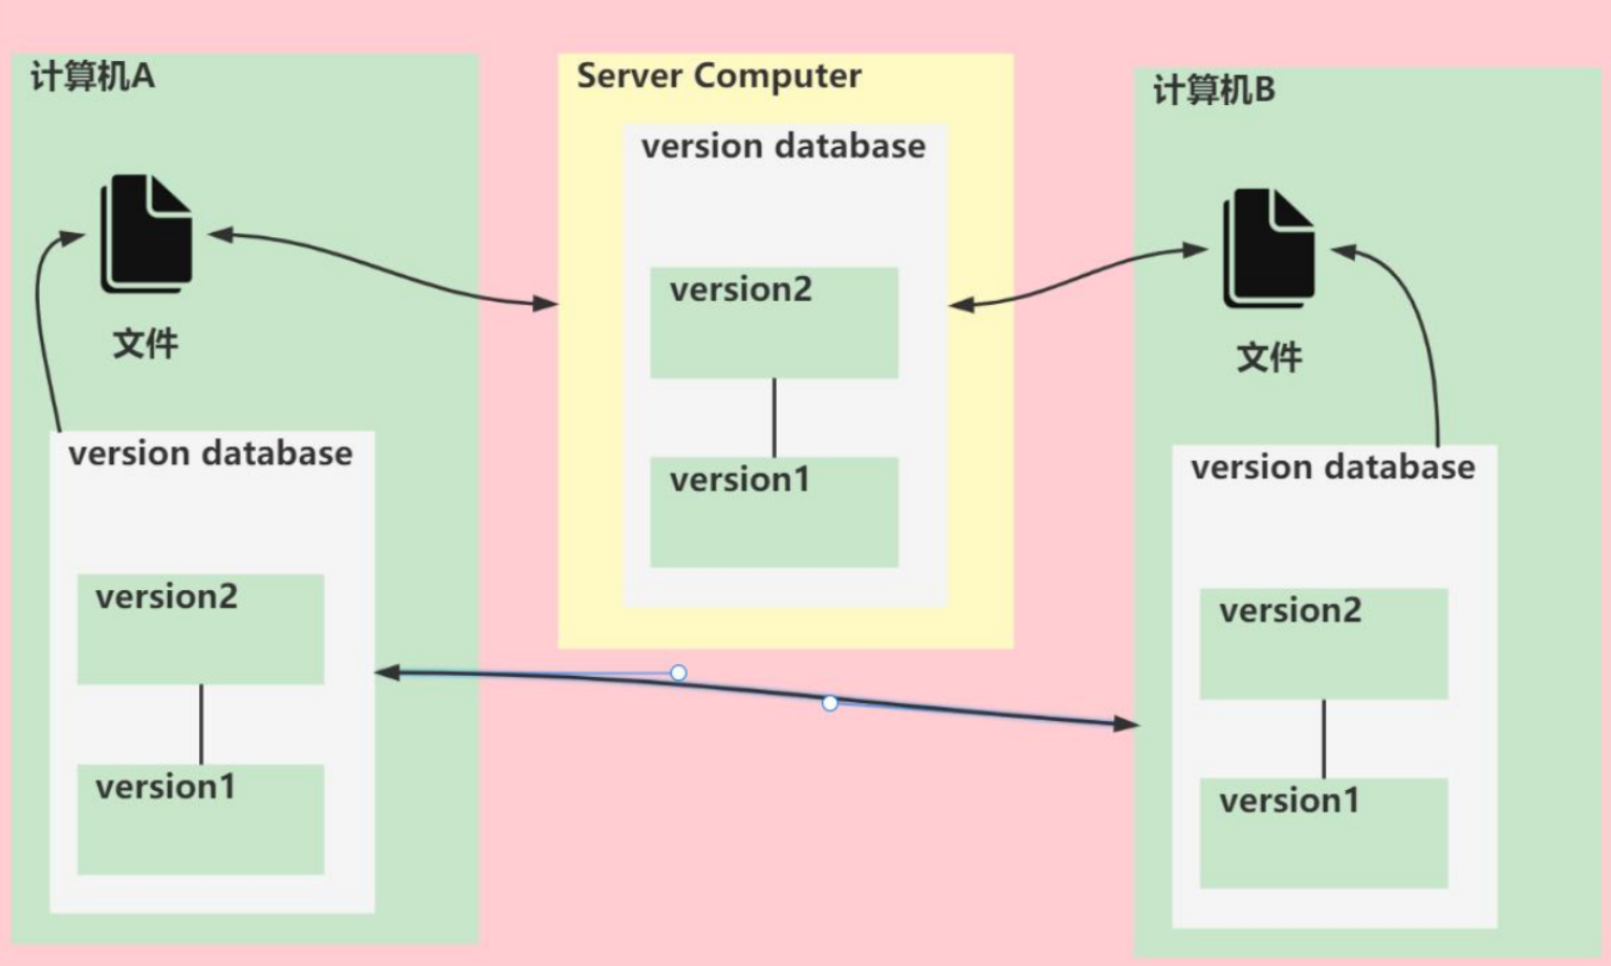 计算机A
文件
version database
version2
version1
Server Computer
version database
version2
version1
计算机B
文件
version database
version2
version1